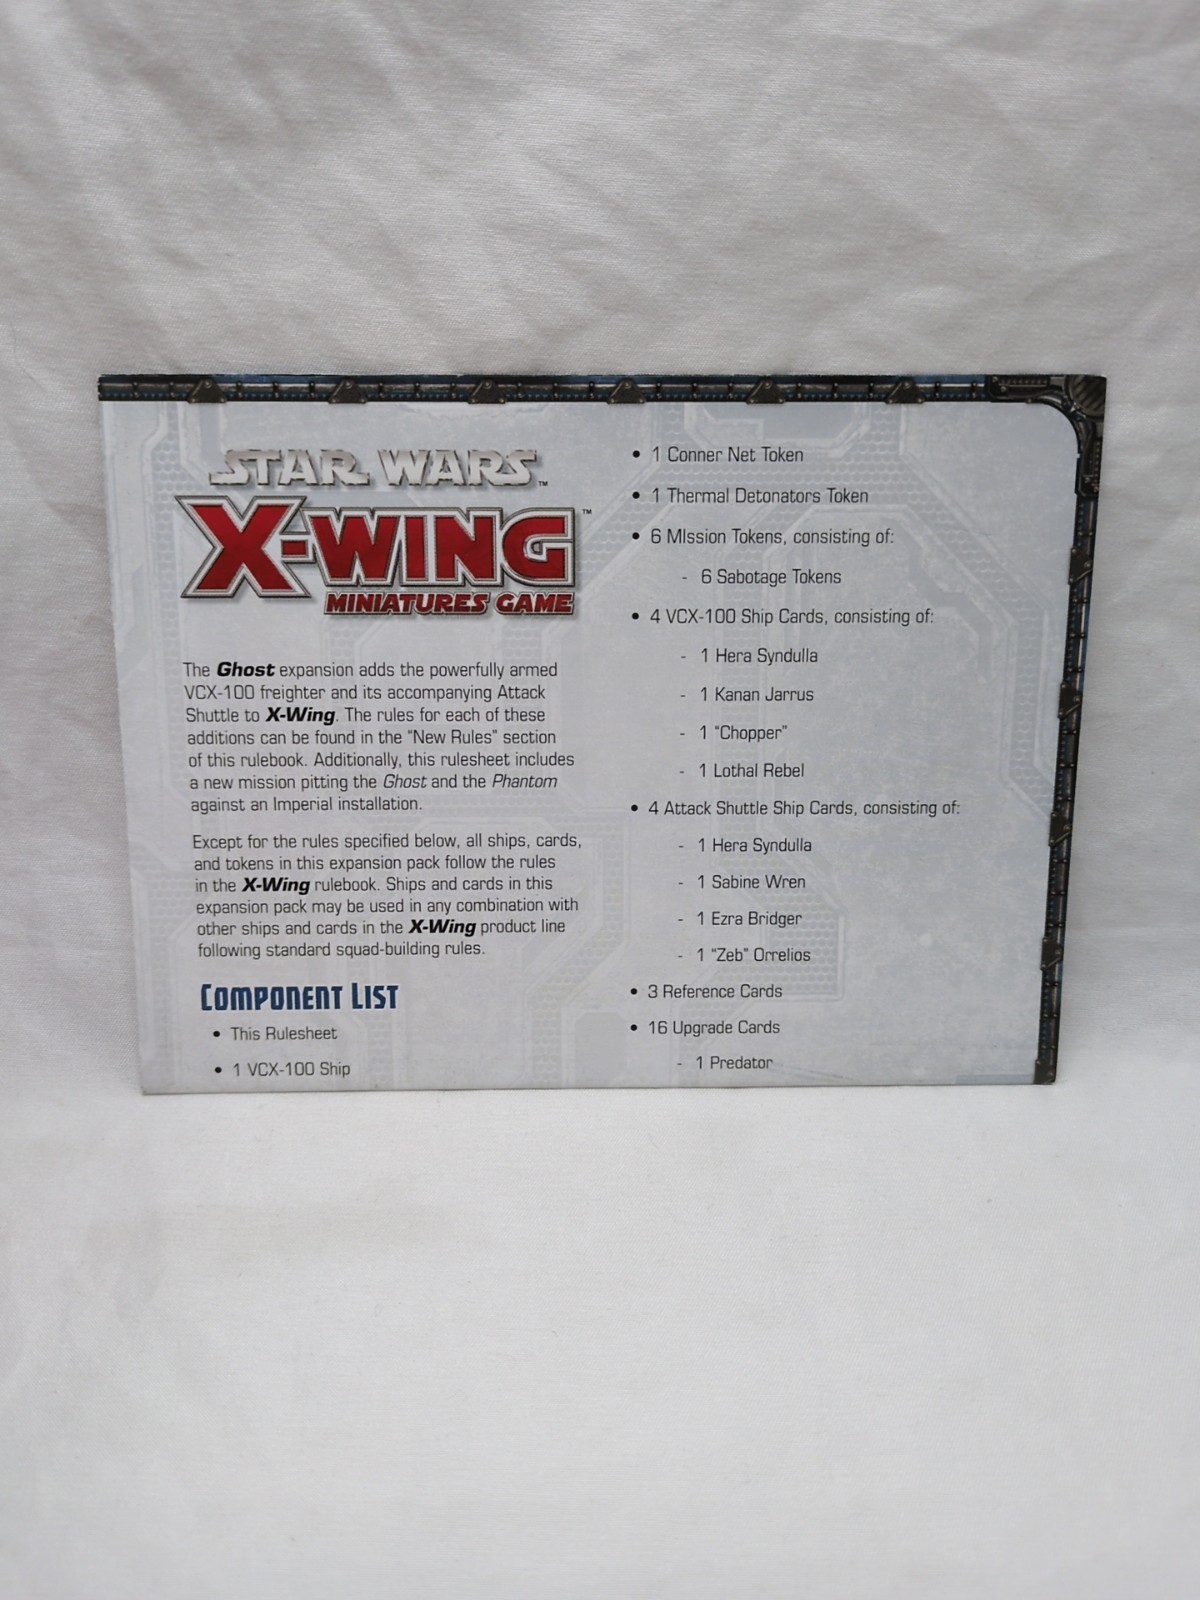 STAR WARS™
X-WING™
MINIATURES GAME
The Ghost expansion adds the powerfully armed
VCX-100 freighter and its accompanying Attack
Shuttle to X-Wing. The rules for each of these
additions can be found in the “New Rules” section
of this rulebook. Additionally, this rulesheet includes
a new mission pitting the Ghost and the Phantom
against an Imperial installation.
Except for the rules specified below, all ships, cards,
and tokens in this expansion pack follow the rules
in the X-Wing rulebook. Ships and cards in this
expansion pack may be used in any combination with
other ships and cards in the X-Wing product line
following standard squad-building rules.
COMPONENT LIST
• This Rulesheet
• 1 VCX-100 Ship
• 1 Conner Net Token
• 1 Thermal Detonators Token
• 6 MIssion Tokens, consisting of:
- 6 Sabotage Tokens
• 4 VCX-100 Ship Cards, consisting of:
- 1 Hera Syndulla
- 1 Kanan Jarrus
- 1 “Chopper”
- 1 Lothal Rebel
• 4 Attack Shuttle Ship Cards, consisting of:
- 1 Hera Syndulla
- 1 Sabine Wren
- 1 Ezra Bridger
- 1 “Zeb” Orrelios
• 3 Reference Cards
• 16 Upgrade Cards
- 1 Predator